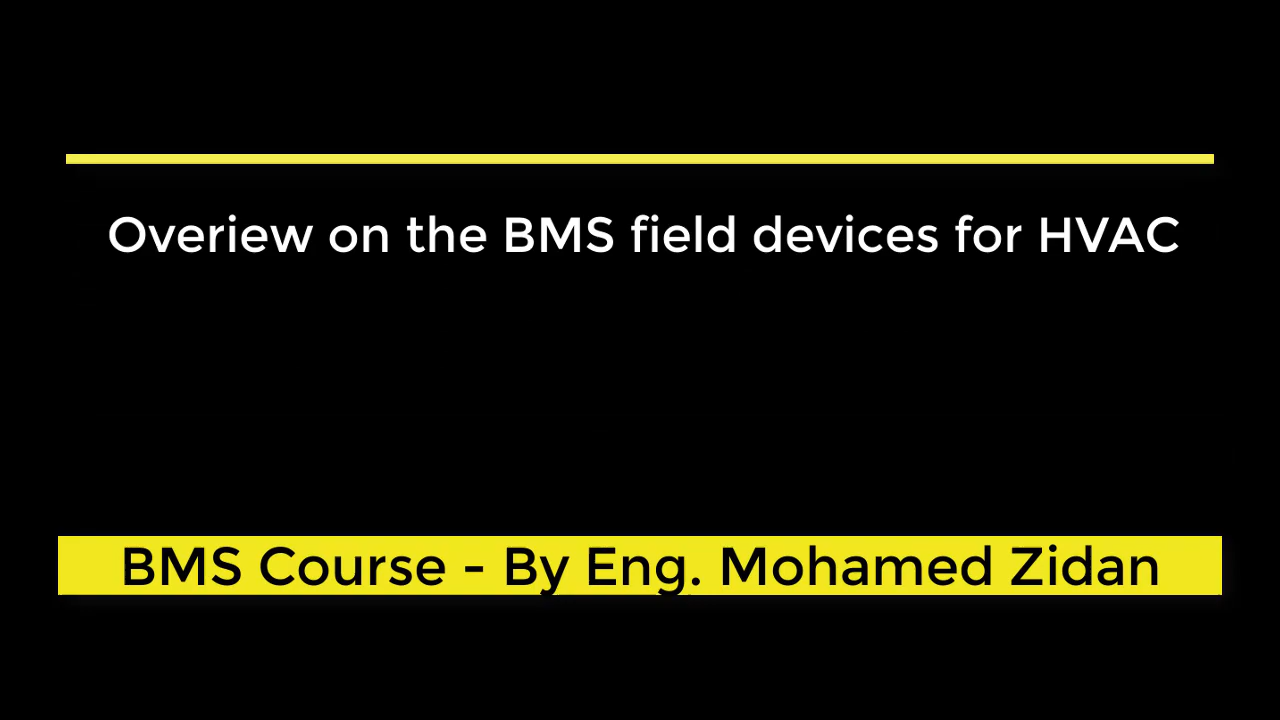 Overiew on the BMS field devices for HVAC
BMS Course - By Eng. Mohamed Zidan